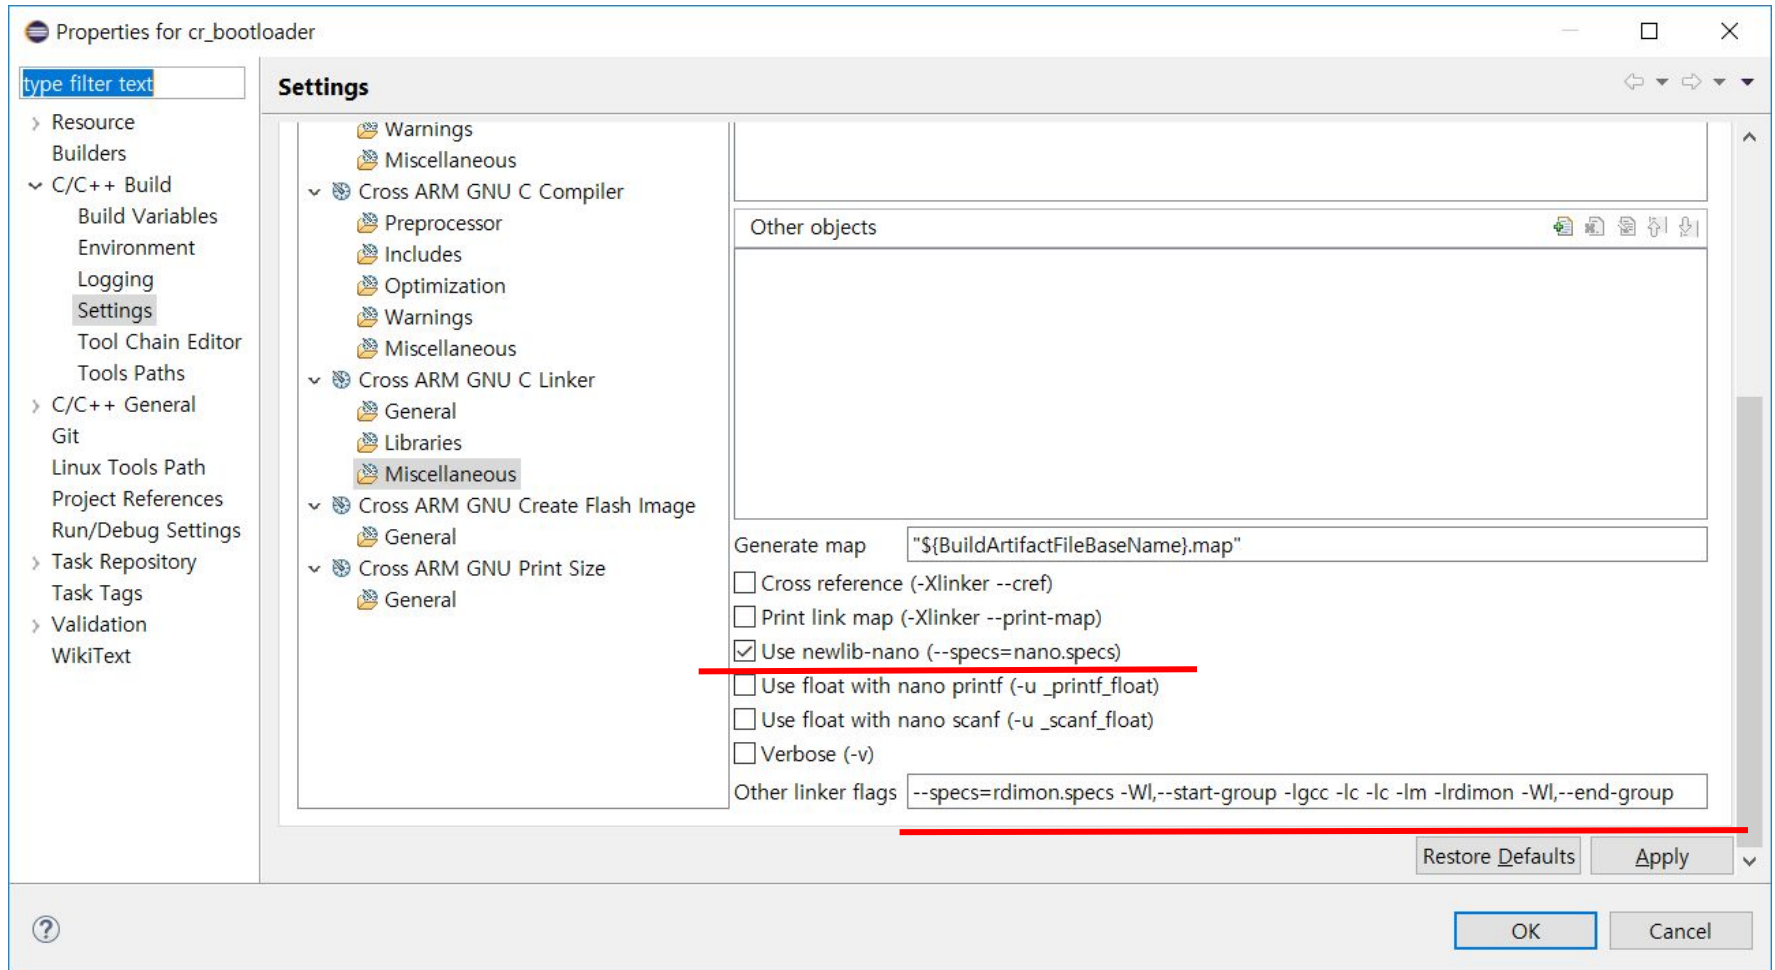 Properties for cr_bootloader
type filter text
Resource
Builders
C/C++ Build
Build Variables
Environment
Logging
Settings
Tool Chain Editor
Tools Paths
C/C++ General
Git
Linux Tools Path
Project References
Run/Debug Settings
Task Repository
Task Tags
Validation
WikiText
Settings
Warnings
Miscellaneous
Cross ARM GNU C Compiler
Preprocessor
Includes
Optimization
Warnings
Miscellaneous
Cross ARM GNU C Linker
General
Libraries
Miscellaneous
Cross ARM GNU Create Flash Image
General
Cross ARM GNU Print Size
General
Other objects
Generate map "${BuildArtifactFileBaseName}.map"
Cross reference (-Xlinker --cref)
Print link map (-Xlinker --print-map)
Use newlib-nano (--specs=nano.specs)
Use float with nano printf (-u _printf_float)
Use float with nano scanf (-u _scanf_float)
Verbose (-v)
Other linker flags --specs=rdimon.specs -Wl,--start-group -lgcc -lc -lc -lm -lrdimon -Wl,--end-group
Restore Defaults Apply
OK Cancel